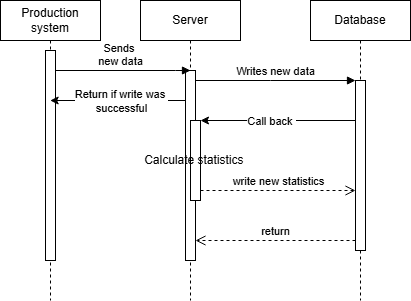 Production
system
Server
Database
Sends
new data
Writes new data
Return if write was
successful
Call back
Calculate statistics
write new statistics
return